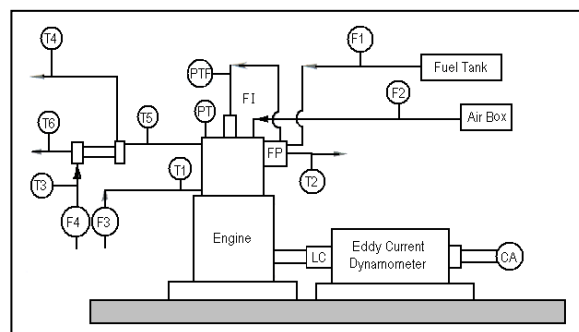 T4
F1
Fuel Tank
PTF
FI
F2
Air Box
T6
T5
PT
FP
T2
T3
T1
F4
F3
Engine
LC
Eddy Current
Dynamometer
CA